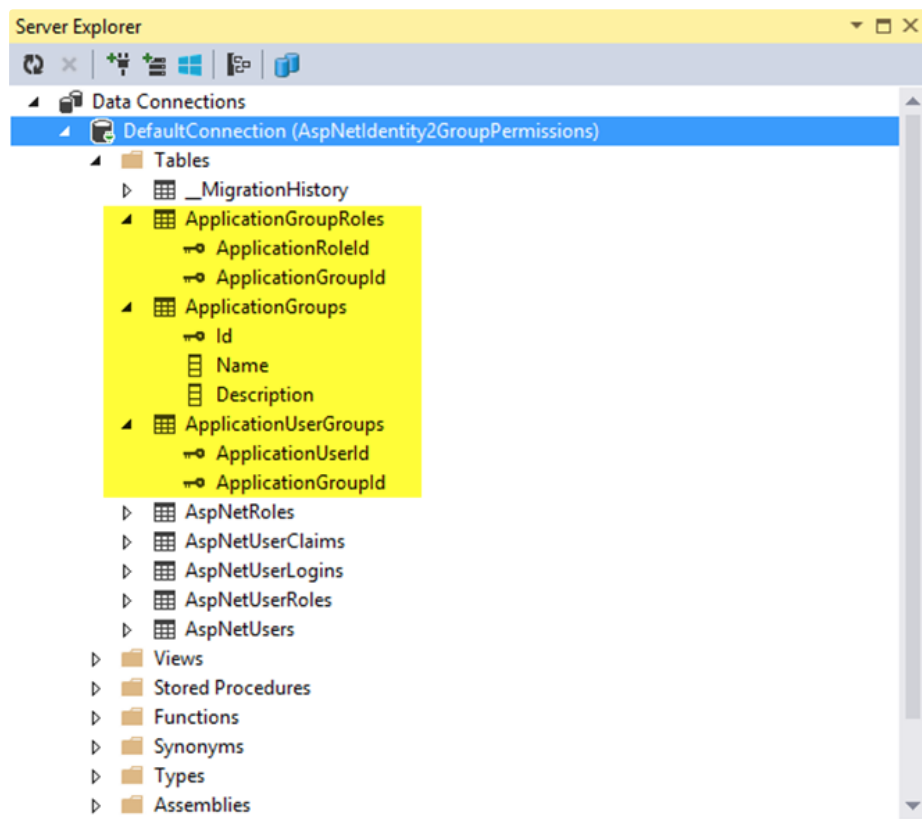 Server Explorer
Data Connections
DefaultConnection (AspNetIdentity2GroupPermissions)
Tables
__MigrationHistory
ApplicationGroupRoles
ApplicationRoleId
ApplicationGroupId
ApplicationGroups
Id
Name
Description
ApplicationUserGroups
ApplicationUserId
ApplicationGroupId
AspNetRoles
AspNetUserClaims
AspNetUserLogins
AspNetUserRoles
AspNetUsers
Views
Stored Procedures
Functions
Synonyms
Types
Assemblies